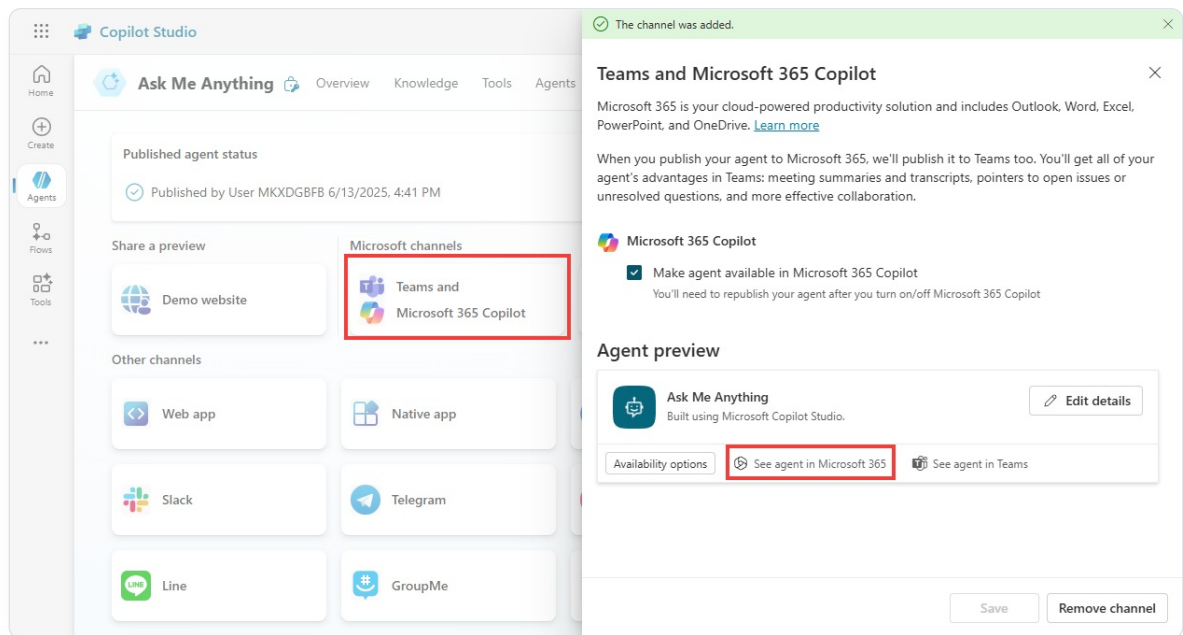 Copilot Studio
Home
Create
Agents
Flows
Tools
Ask Me Anything
Overview
Knowledge
Tools
Agents
Published agent status
Published by User MKXDGBFB 6/13/2025, 4:41 PM
Share a preview
Demo website
Microsoft channels
Teams and
Microsoft 365 Copilot
Other channels
Web app
Native app
Slack
Telegram
LINE
Line
GroupMe
The channel was added.
Teams and Microsoft 365 Copilot
Microsoft 365 is your cloud-powered productivity solution and includes Outlook, Word, Excel,
PowerPoint, and OneDrive. Learn more
When you publish your agent to Microsoft 365, we'll publish it to Teams too. You'll get all of your
agent's advantages in Teams: meeting summaries and transcripts, pointers to open issues or
unresolved questions, and more effective collaboration.
Microsoft 365 Copilot
Make agent available in Microsoft 365 Copilot
You'll need to republish your agent after you turn on/off Microsoft 365 Copilot
Agent preview
Ask Me Anything
Built using Microsoft Copilot Studio.
Edit details
Availability options
See agent in Microsoft 365
See agent in Teams
Save
Remove channel